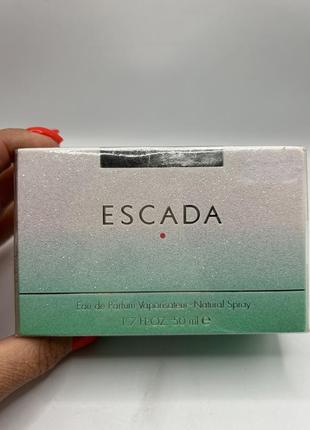 ESCADA
Eau de Parfum Vaporisateur-Natural Spray
1.7 FL.OZ. 50 ml e